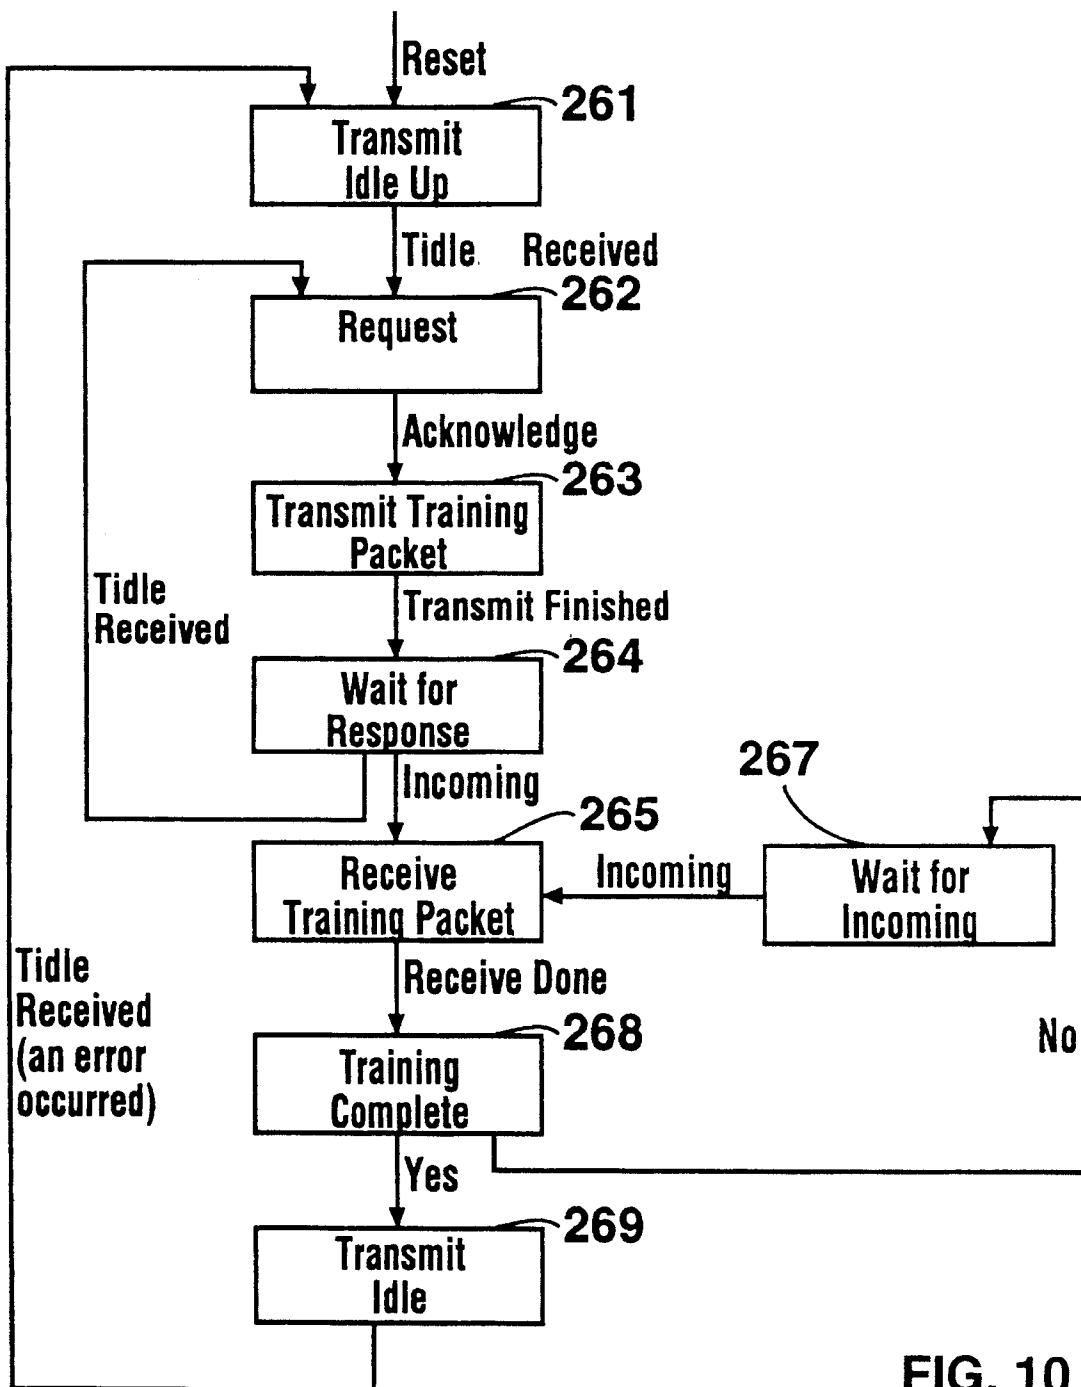 Reset
261
Transmit
Idle Up
Tidle Received
262
Request
Acknowledge
263
Transmit Training
Packet
Tidle
Received
Transmit Finished
264
Wait for
Response
Incoming
265
267
Receive
Training Packet
Incoming
Wait for
Incoming
Tidle
Received
(an error
occurred)
Receive Done
268
Training
Complete
No
Yes
269
Transmit
Idle
FIG. 10